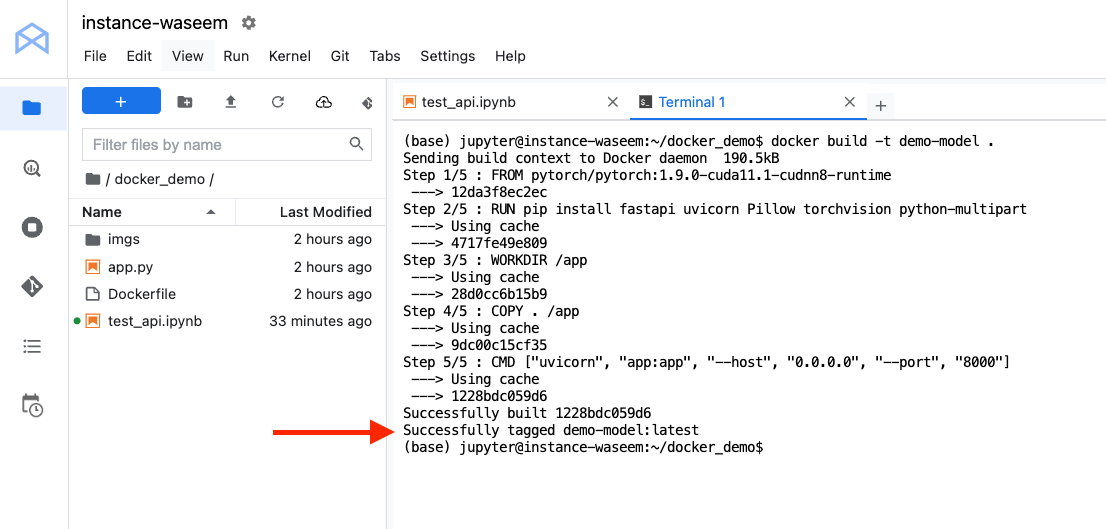 instance-waseem
File Edit View Run Kernel Git Tabs Settings Help
+
Filter files by name
/ docker_demo /
Name Last Modified
imgs 2 hours ago
app.py 2 hours ago
Dockerfile 2 hours ago
test_api.ipynb 33 minutes ago
test_api.ipynb × $_ Terminal 1 × +
(base) jupyter@instance-waseem:~/docker_demo$ docker build -t demo-model .
Sending build context to Docker daemon  190.5kB
Step 1/5 : FROM pytorch/pytorch:1.9.0-cuda11.1-cudnn8-runtime
 ---> 12da3f8ec2ec
Step 2/5 : RUN pip install fastapi uvicorn Pillow torchvision python-multipart
 ---> Using cache
 ---> 4717fe49e809
Step 3/5 : WORKDIR /app
 ---> Using cache
 ---> 28d0cc6b15b9
Step 4/5 : COPY . /app
 ---> Using cache
 ---> 9dc00c15cf35
Step 5/5 : CMD ["uvicorn", "app:app", "--host", "0.0.0.0", "--port", "8000"]
 ---> Using cache
 ---> 1228bdc059d6
Successfully built 1228bdc059d6
Successfully tagged demo-model:latest
(base) jupyter@instance-waseem:~/docker_demo$